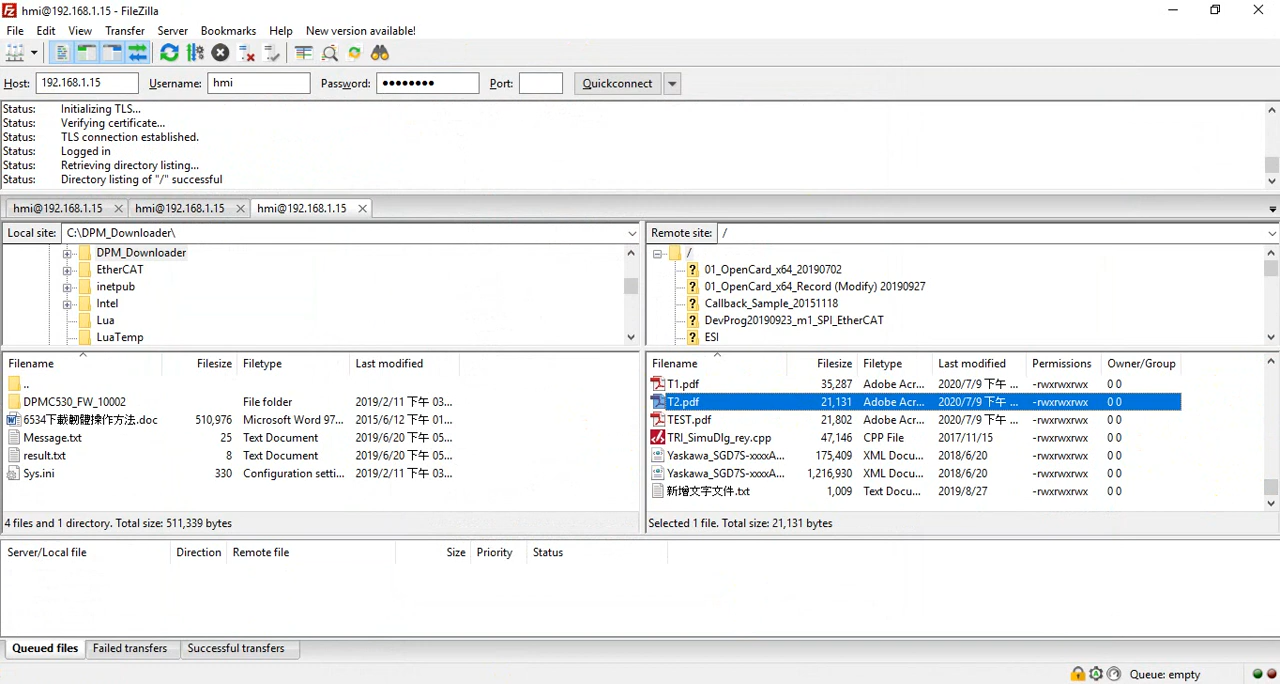 hmi@192.168.1.15 - FileZilla
File Edit View Transfer Server Bookmarks Help New version available!
Host: 192.168.1.15 Username: hmi Password: ●●●●●●●● Port: Quickconnect
Status: Initializing TLS...
Status: Verifying certificate...
Status: TLS connection established.
Status: Logged in
Status: Retrieving directory listing...
Status: Directory listing of "/" successful
hmi@192.168.1.15 hmi@192.168.1.15 hmi@192.168.1.15
Local site: C:\DPM_Downloader\
DPM_Downloader
EtherCAT
inetpub
Intel
Lua
LuaTemp
Remote site: /
/
01_OpenCard_x64_20190702
01_OpenCard_x64_Record (Modify) 20190927
Callback_Sample_20151118
DevProg20190923_m1_SPI_EtherCAT
ESI
Filename Filesize Filetype Last modified
..
DPMC530_FW_10002 File folder 2019/2/11 下午 03...
6534下載韌體操作方法.doc 510,976 Microsoft Word 97... 2015/6/12 下午 01...
Message.txt 25 Text Document 2019/6/20 下午 05...
result.txt 8 Text Document 2019/6/20 下午 05...
Sys.ini 330 Configuration setti... 2019/2/11 下午 03...
4 files and 1 directory. Total size: 511,339 bytes
Filename Filesize Filetype Last modified Permissions Owner/Group
T1.pdf 35,287 Adobe Acr... 2020/7/9 下午 ... -rwxrwxrwx 0 0
T2.pdf 21,131 Adobe Acr... 2020/7/9 下午 ... -rwxrwxrwx 0 0
TEST.pdf 21,802 Adobe Acr... 2020/7/9 下午 ... -rwxrwxrwx 0 0
TRI_SimuDlg_rey.cpp 47,146 CPP File 2017/11/15 -rwxrwxrwx 0 0
Yaskawa_SGD7S-xxxxA... 175,409 XML Docu... 2018/6/20 -rwxrwxrwx 0 0
Yaskawa_SGD7S-xxxxA... 1,216,930 XML Docu... 2018/6/20 -rwxrwxrwx 0 0
新增文字文件.txt 1,009 Text Docu... 2019/8/27 -rwxrwxrwx 0 0
Selected 1 file. Total size: 21,131 bytes
Server/Local file Direction Remote file Size Priority Status
Queued files Failed transfers Successful transfers
Queue: empty